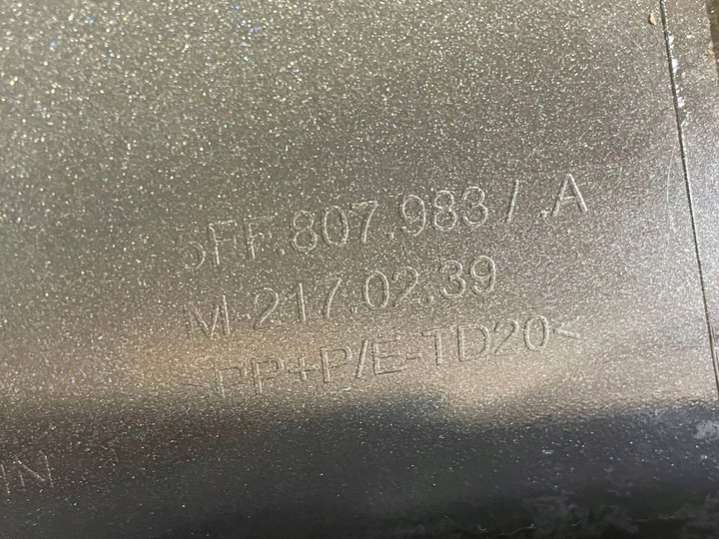 5FF.807.983 / .A
M-217.02.39
>PP+P/E-TD20<